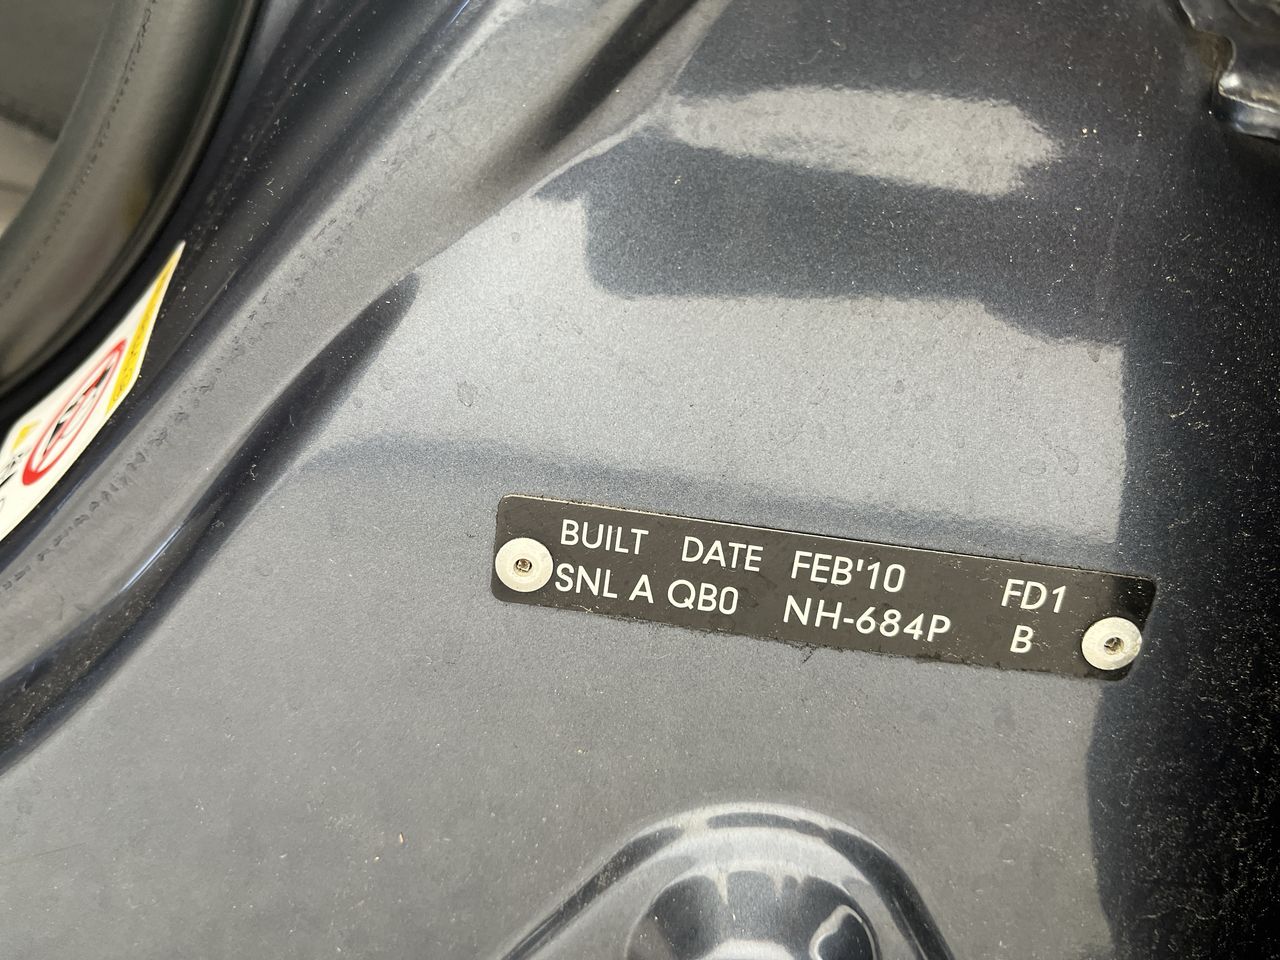 BUILT DATE FEB'10 FD1
SNL A QB0 NH-684P B